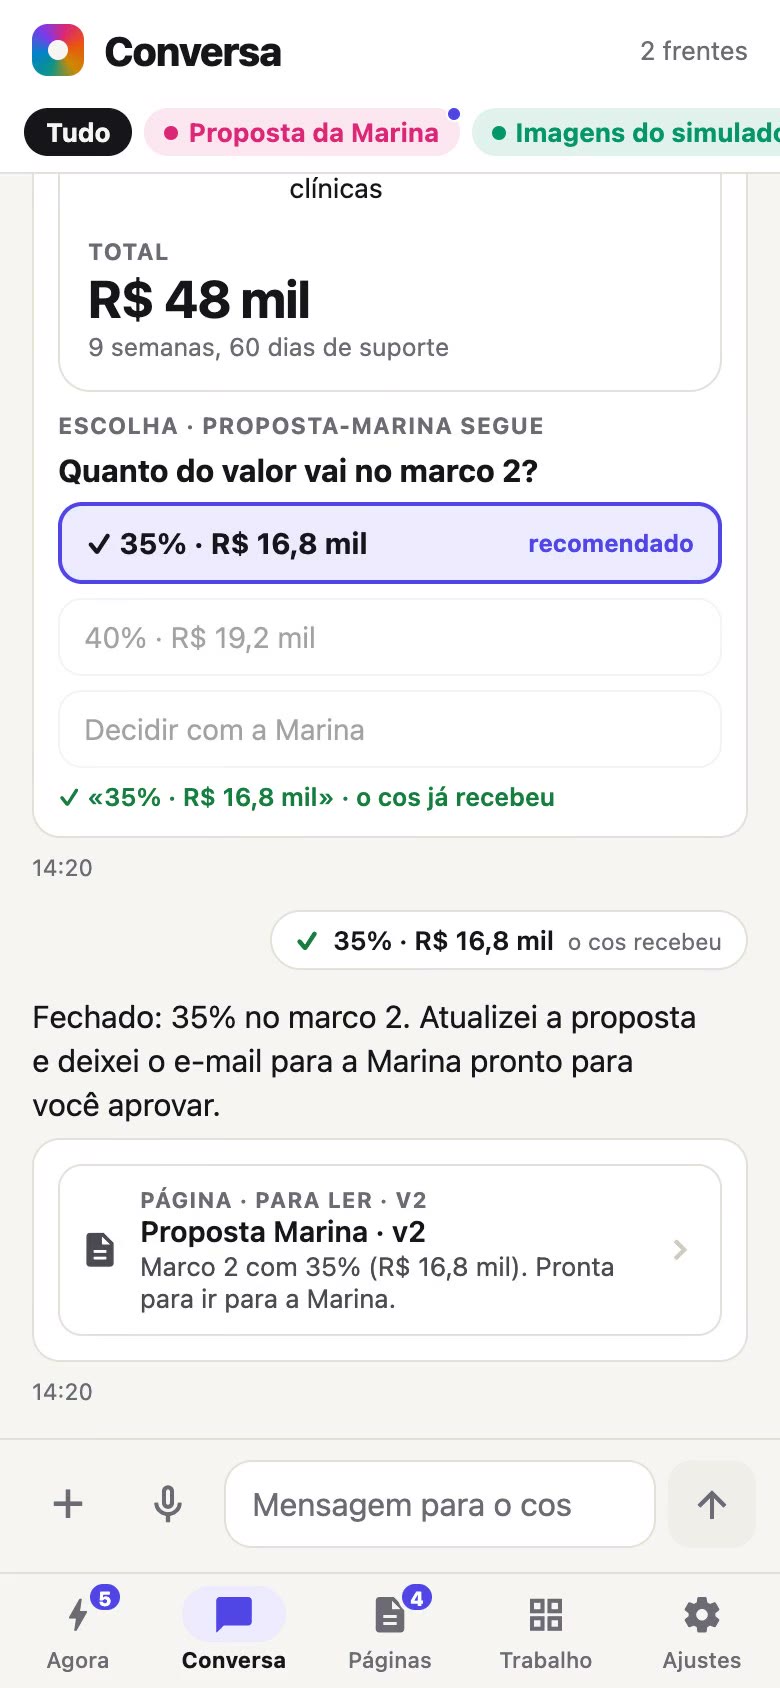 Conversa
2 frentes
Tudo
Proposta da Marina
Imagens do simulado
clínicas
TOTAL
R$ 48 mil
9 semanas, 60 dias de suporte
ESCOLHA · PROPOSTA-MARINA SEGUE
Quanto do valor vai no marco 2?
✓ 35% · R$ 16,8 mil
recomendado
40% · R$ 19,2 mil
Decidir com a Marina
✓ «35% · R$ 16,8 mil» · o cos já recebeu
14:20
✓ 35% · R$ 16,8 mil o cos recebeu
Fechado: 35% no marco 2. Atualizei a proposta
e deixei o e-mail para a Marina pronto para
você aprovar.
PÁGINA · PARA LER · V2
Proposta Marina · v2
Marco 2 com 35% (R$ 16,8 mil). Pronta
para ir para a Marina.
14:20
Mensagem para o cos
5
4
Agora
Conversa
Páginas
Trabalho
Ajustes